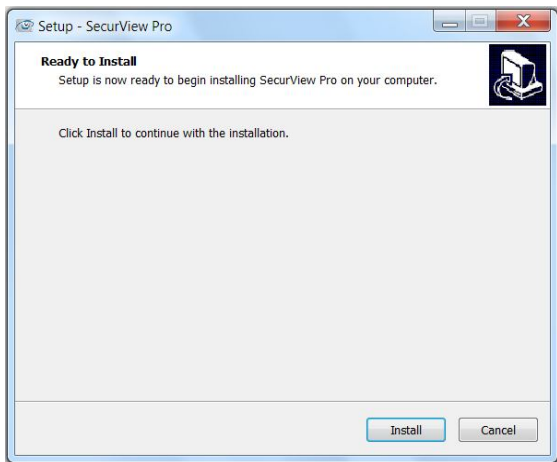 Setup - SecurView Pro
Ready to Install
Setup is now ready to begin installing SecurView Pro on your computer.
Click Install to continue with the installation.
Install
Cancel